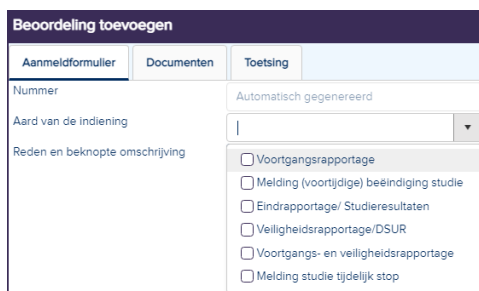 Beoordeling toevoegen
Aanmeldformulier Documenten Toetsing
Nummer Automatisch gegenereerd
Aard van de indiening
Reden en beknopte omschrijving
Voortgangsrapportage
Melding (voortijdige) beëindiging studie
Eindrapportage/ Studieresultaten
Veiligheidsrapportage/DSUR
Voortgangs- en veiligheidsrapportage
Melding studie tijdelijk stop